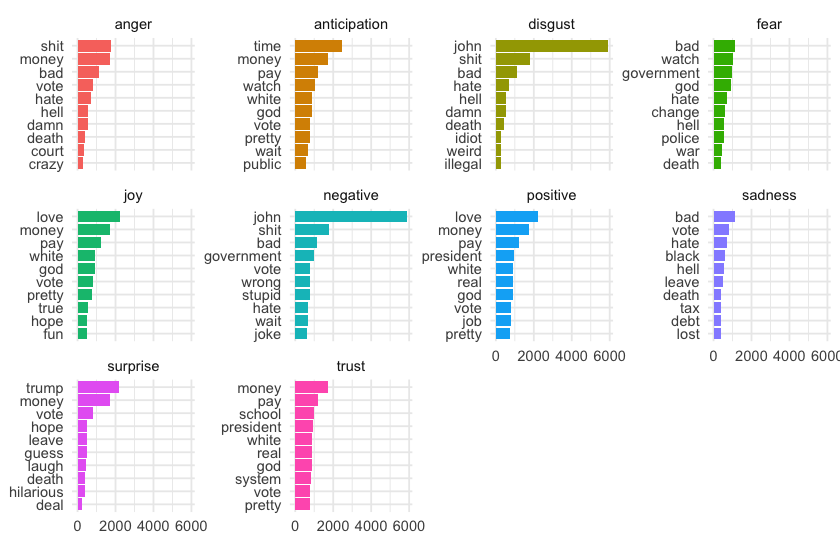 anger
shit
money
bad
vote
hate
hell
damn
death
court
crazy
anticipation
time
money
pay
watch
white
god
vote
pretty
wait
public
disgust
john
shit
bad
hate
hell
damn
death
idiot
weird
illegal
fear
bad
watch
government
god
hate
change
hell
police
war
death
joy
love
money
pay
white
god
vote
pretty
true
hope
fun
negative
john
shit
bad
government
vote
wrong
stupid
hate
wait
joke
positive
love
money
pay
president
white
real
god
vote
job
pretty
0 2000 4000 6000
sadness
bad
vote
hate
black
hell
leave
death
tax
debt
lost
0 2000 4000 6000
surprise
trump
money
vote
hope
leave
guess
laugh
death
hilarious
deal
0 2000 4000 6000
trust
money
pay
school
president
white
real
god
system
vote
pretty
0 2000 4000 6000